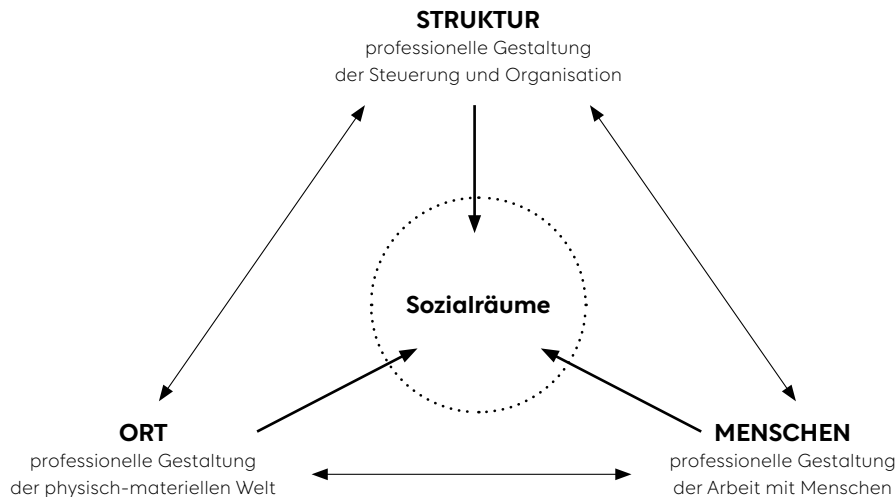 STRUKTUR
professionelle Gestaltung
der Steuerung und Organisation
Sozialräume
ORT
professionelle Gestaltung
der physisch-materiellen Welt
MENSCHEN
professionelle Gestaltung
der Arbeit mit Menschen